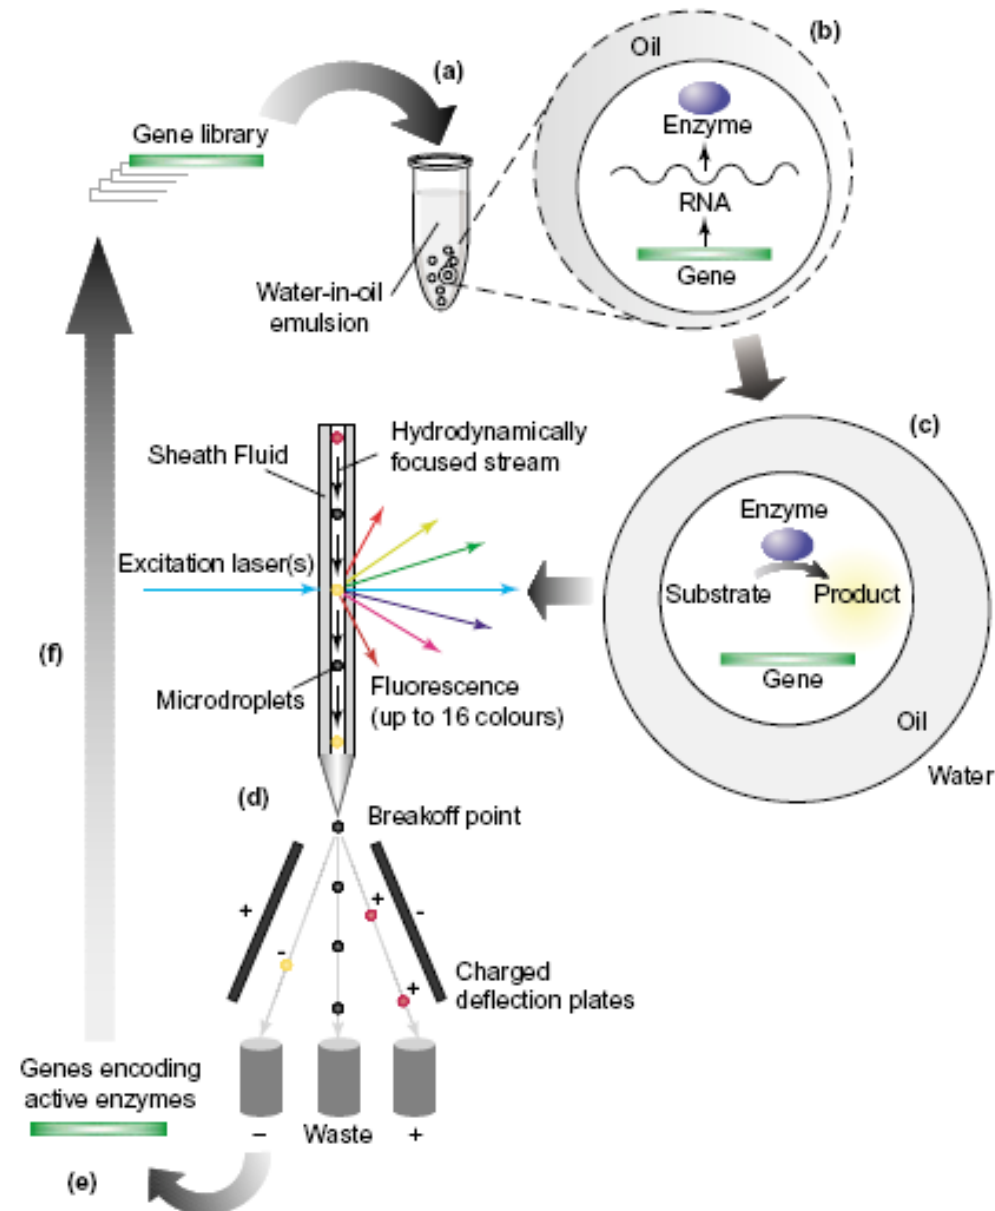 (a)
(b)
Oil
Gene library
Enzyme
RNA
Gene
Water-in-oil
emulsion
(c)
Hydrodynamically
focused stream
Sheath Fluid
Enzyme
Excitation laser(s)
Substrate
Product
(f)
Gene
Microdroplets
Fluorescence
(up to 16 colours)
Oil
Water
(d)
Breakoff point
+
+
-
-
+
Charged
deflection plates
Genes encoding
active enzymes
–
Waste
+
(e)